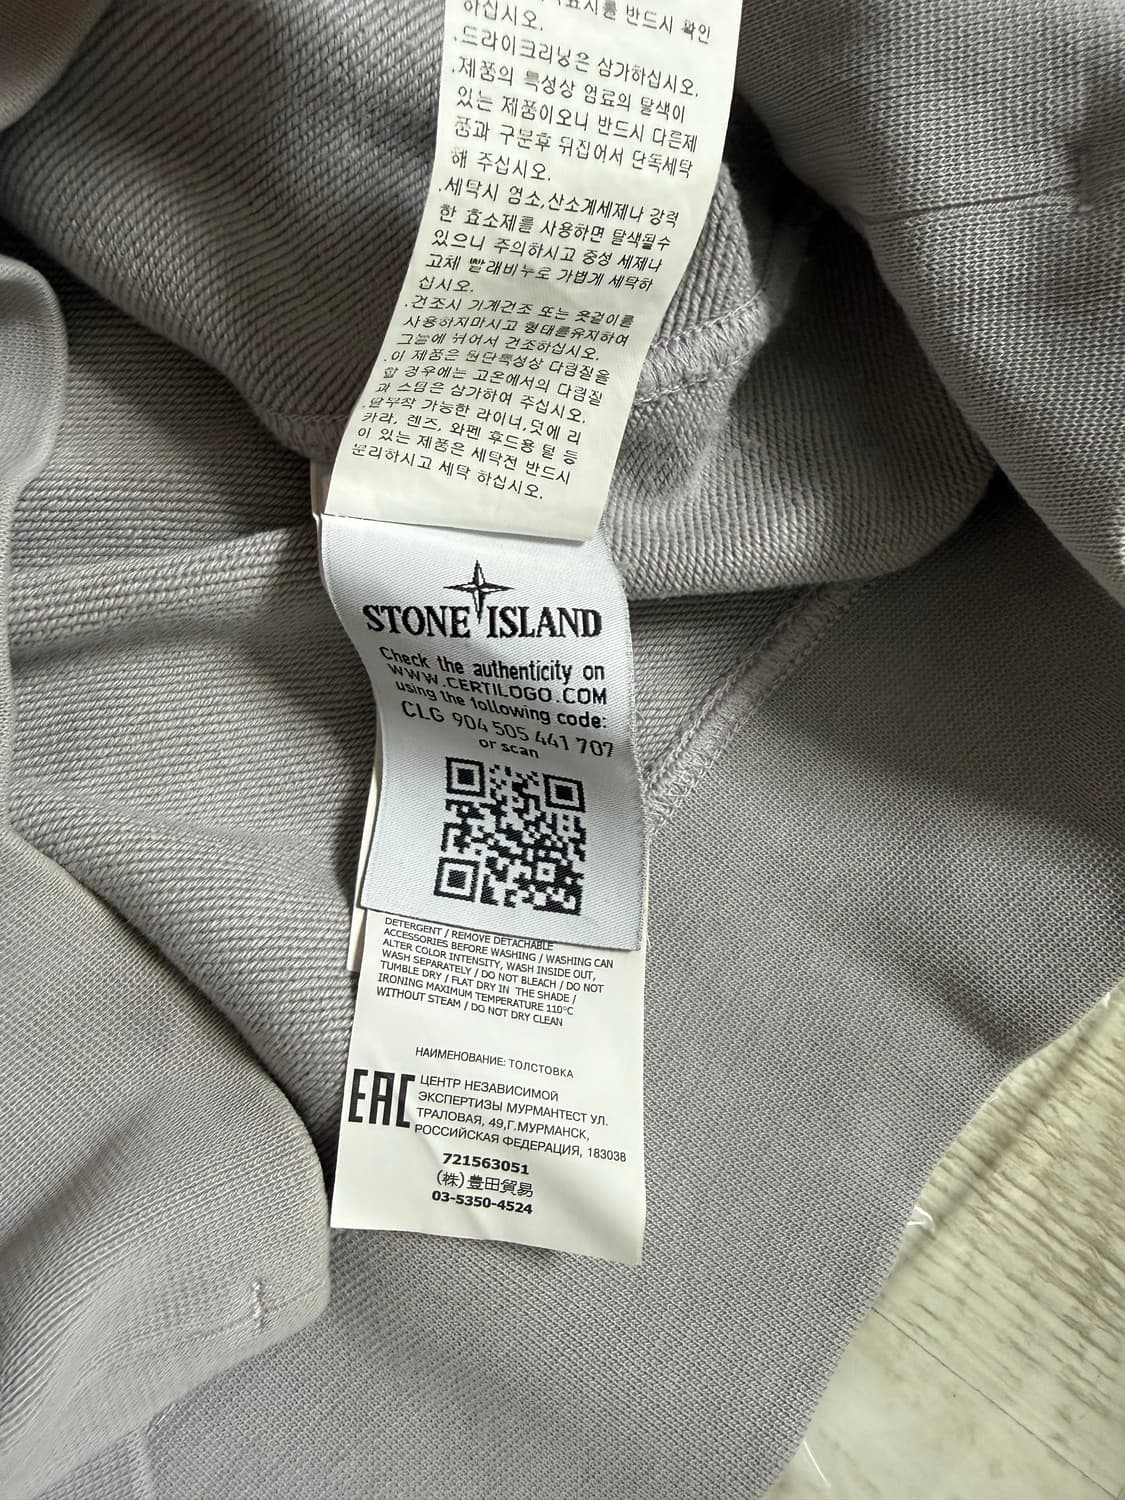 표시를 반드시 확인
하십시오.
.드라이크리닝은 삼가하십시오.
.제품의 특성상 염료의 탈색이
있는 제품이오니 반드시 다른제
품과 구분후 뒤집어서 단독세탁
해 주십시오.
.세탁시 염소,산소계세제나 강력
한 효소제를 사용하면 탈색될수
있으니 주의하시고 중성 세제나
고체 빨래비누로 가볍게 세탁하
십시오.
.건조시 기계건조 또는 옷걸이를
사용하지마시고 형태를유지하여
그늘에 뉘어서 건조하십시오.
.이 제품은 원단특성상 다림질을
할 경우에는 고온에서의 다림질
과 스팀은 삼가하여 주십시오.
.탈부착 가능한 라이너,덧에 리
카라, 렌즈, 와펜 후드용 털 등
이 있는 제품은 세탁전 반드시
분리하시고 세탁 하십시오.
STONE ISLAND
Check the authenticity on
WWW.CERTILOGO.COM
using the following code:
CLG 904 505 441 707
or scan
DETERGENT / REMOVE DETACHABLE
ACCESSORIES BEFORE WASHING / WASHING CAN
ALTER COLOR INTENSITY, WASH INSIDE OUT,
WASH SEPARATELY / DO NOT BLEACH / DO NOT
TUMBLE DRY / FLAT DRY IN THE SHADE /
IRONING MAXIMUM TEMPERATURE 110°C
WITHOUT STEAM / DO NOT DRY CLEAN
НАИМЕНОВАНИЕ: ТОЛСТОВКА
EAC
ЦЕНТР НЕЗАВИСИМОЙ
ЭКСПЕРТИЗЫ МУРМАНТЕСТ УЛ.
ТРАЛОВАЯ, 49,Г.МУРМАНСК,
РОССИЙСКАЯ ФЕДЕРАЦИЯ, 183038
721563051
(株)豊田貿易
03-5350-4524